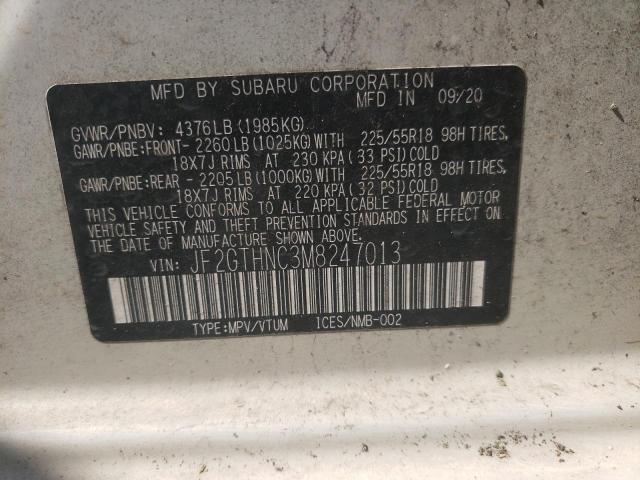 MFD BY SUBARU CORPORATION
MFD IN 09/20
GVWR/PNBV: 4376LB(1985KG)
GAWR/PNBE:FRONT- 2260LB(1025KG)WITH 225/55R18 98H TIRES,
18X7J RIMS AT 230 KPA(33 PSI)COLD
GAWR/PNBE:REAR - 2205LB(1000KG)WITH 225/55R18 98H TIRES,
18X7J RIMS AT 220 KPA(32 PSI)COLD
THIS VEHICLE CONFORMS TO ALL APPLICABLE FEDERAL MOTOR
VEHICLE SAFETY AND THEFT PREVENTION STANDARDS IN EFFECT ON
THE DATE OF MANUFACTURE SHOWN ABOVE.
VIN: JF2GTHNC3M8247013
TYPE:MPV/VTUM ICES/NMB-002